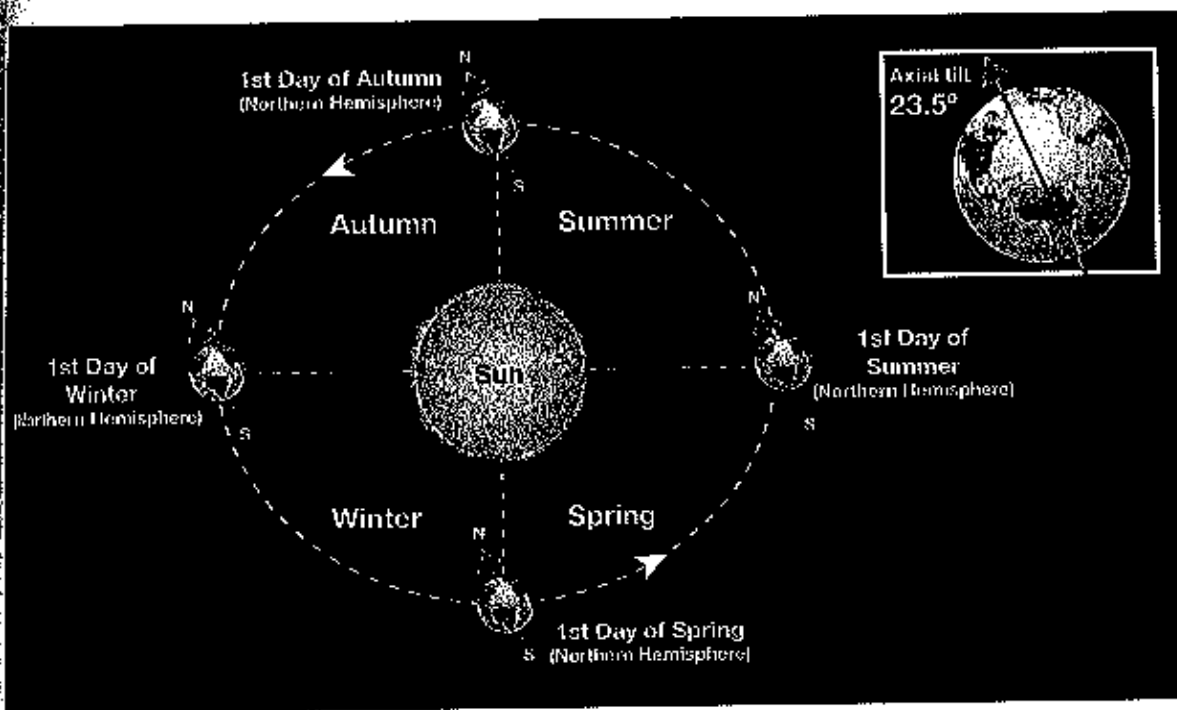 N
1st Day of Autumn
(Northern Hemisphere)
S
Axial tilt
23.5º
Autumn
Summer
N
1st Day of
Winter
(Northern Hemisphere)
S
Sun
N
1st Day of
Summer
(Northern Hemisphere)
S
Winter
Spring
N
1st Day of Spring
(Northern Hemisphere)
S